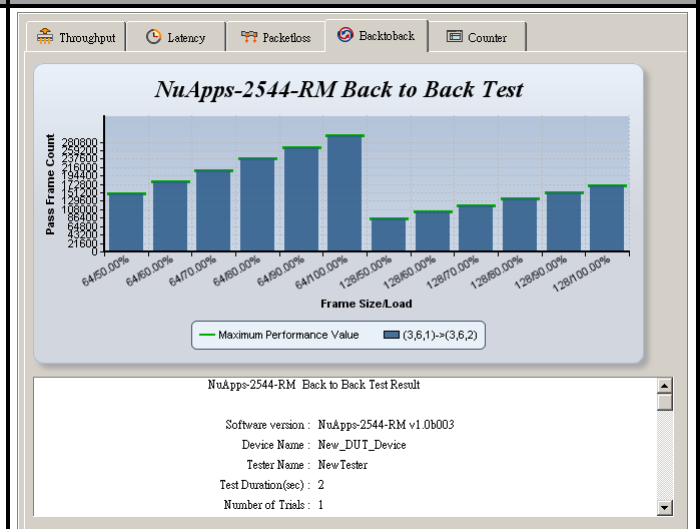 Throughput
Latency
Packetloss
Backtoback
Counter
NuApps-2544-RM Back to Back Test
Pass Frame Count
280800
259200
237600
216000
194400
172800
151200
129600
108000
86400
64800
43200
21600
0
64/50.00%
64/60.00%
64/70.00%
64/80.00%
64/90.00%
64/100.00%
128/50.00%
128/60.00%
128/70.00%
128/80.00%
128/90.00%
128/100.00%
Frame Size/Load
Maximum Performance Value
(3,6,1)->(3,6,2)
NuApps-2544-RM Back to Back Test Result
Software version : NuApps-2544-RM v1.0b003
Device Name : New_DUT_Device
Tester Name : NewTester
Test Duration(sec) : 2
Number of Trials : 1